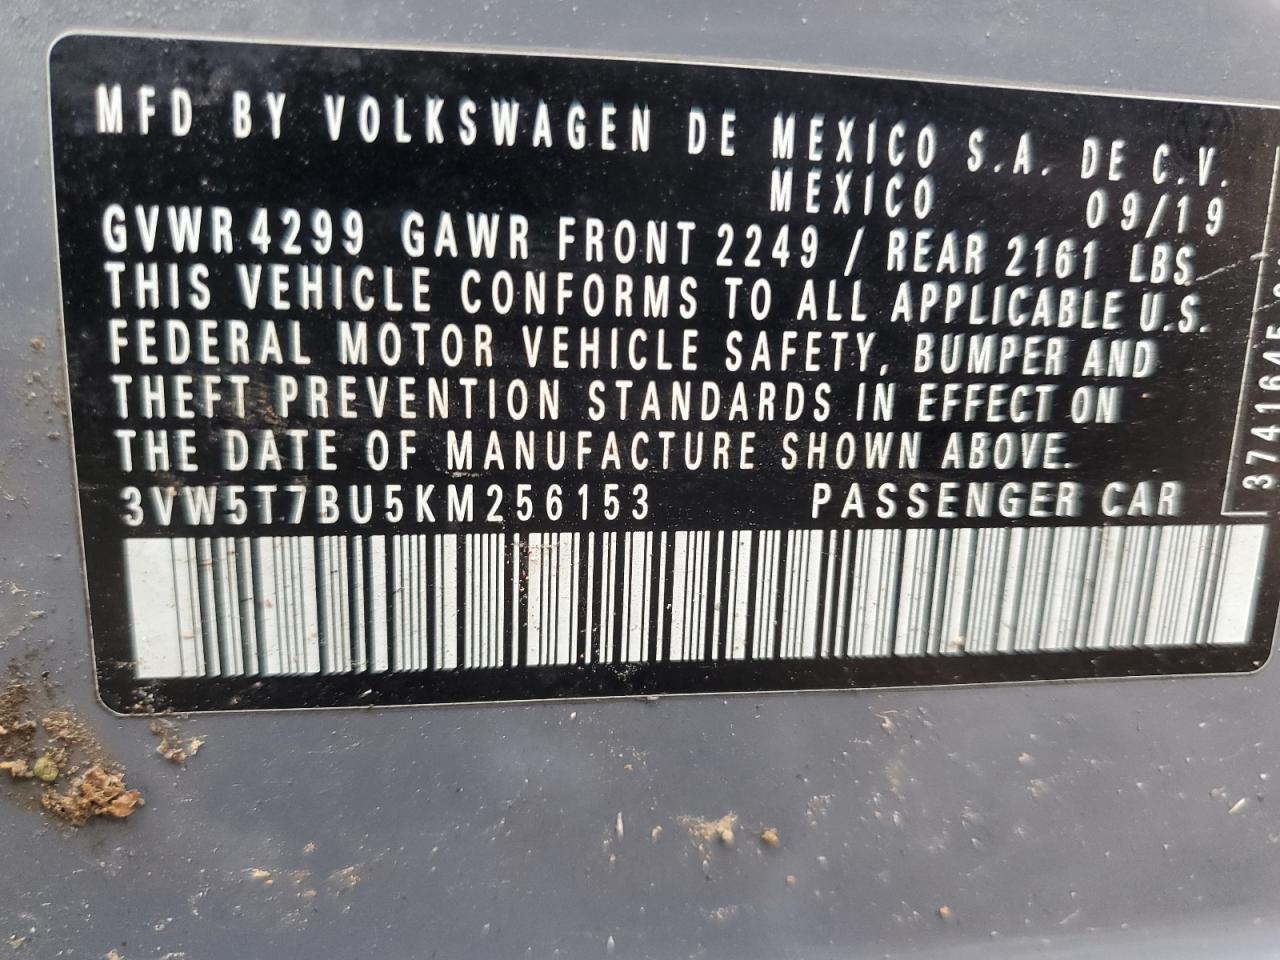 MFD BY VOLKSWAGEN DE MEXICO S.A. DE C.V.
MEXICO 09/19
GVWR 4299 GAWR FRONT 2249 / REAR 2161 LBS
THIS VEHICLE CONFORMS TO ALL APPLICABLE U.S.
FEDERAL MOTOR VEHICLE SAFETY, BUMPER AND
THEFT PREVENTION STANDARDS IN EFFECT ON
THE DATE OF MANUFACTURE SHOWN ABOVE.
3VW5T7BU5KM256153 PASSENGER CAR